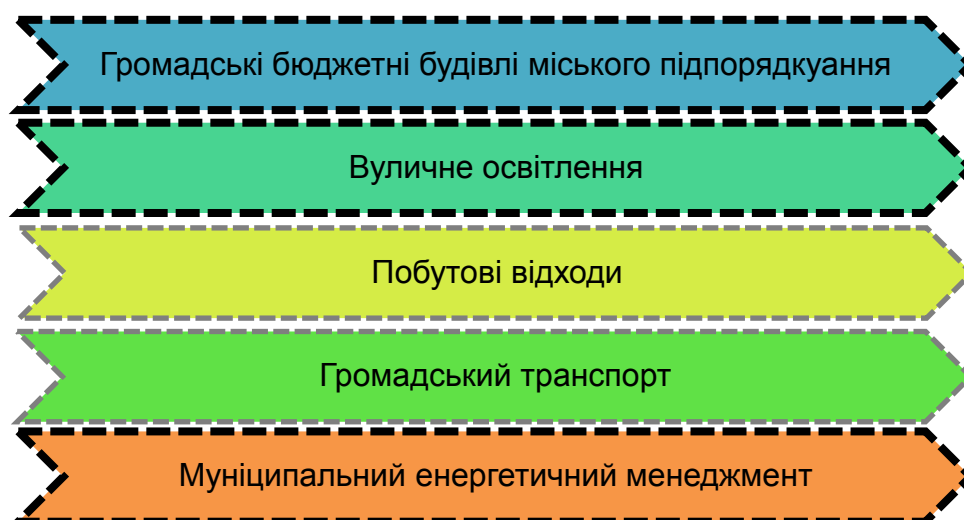 Громадські бюджетні будівлі міського підпорядкуання
Вуличне освітлення
Побутові відходи
Громадський транспорт
Муніципальний енергетичний менеджмент